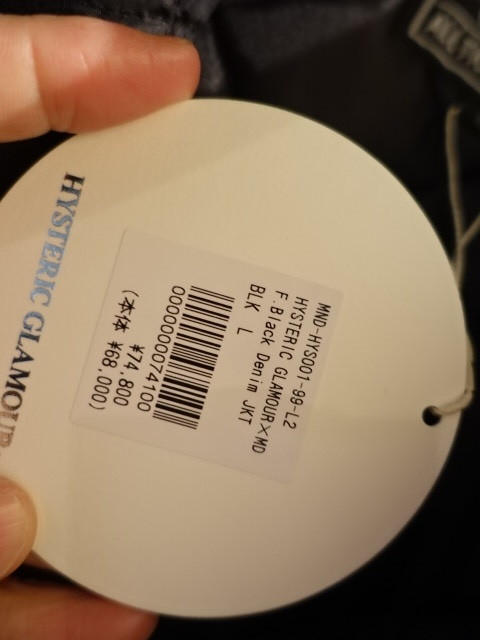 HYSTERIC GLAMOUR
MND-HYS001-99-L2
HYSTERIC GLAMOUR×MD
F.Black Denim JKT
BLK L
0000000074100
¥74,800
(本体 ¥68,000)